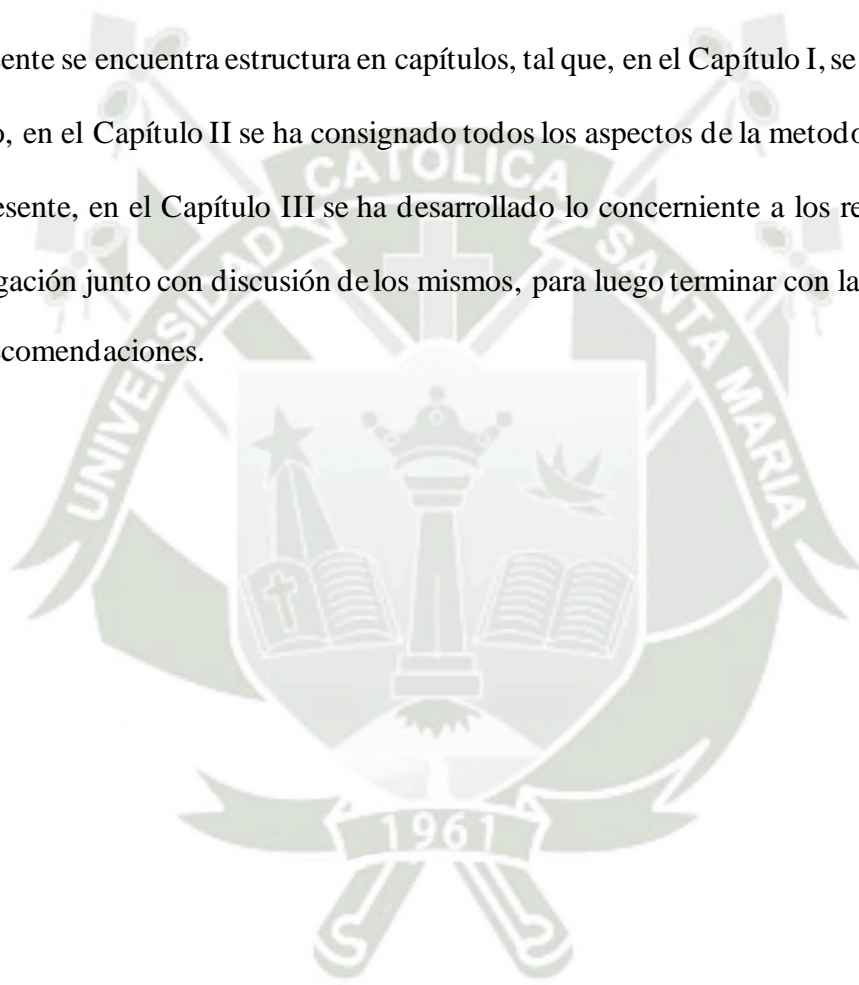 ente se encuentra estructura en capítulos, tal que, en el Capítulo I, se
o, en el Capítulo II se ha consignado todos los aspectos de la metodo
esente, en el Capítulo III se ha desarrollado lo concerniente a los re
gación junto con discusión de los mismos, para luego terminar con la
ecomendaciones.
UNIVERSIDAD CATOLICA SANTA MARIA
1961